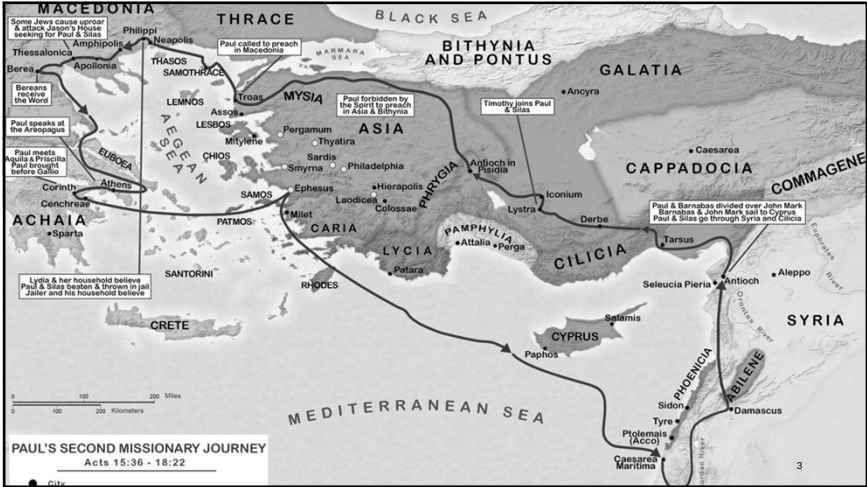 MACEDONIA
THRACE
BLACK SEA
Some Jews cause uproar
& attack Jason's House
seeking for Paul & Silas
Philippi
Neapolis
Amphipolis
Thessalonica
Apollonia
Berea
Paul called to preach
in Macedonia
MARMARA
SEA
BITHYNIA
AND PONTUS
GALATIA
THASOS
SAMOTHRACE
Bereans
receive
the Word
LEMNOS
Troas
MYSIA
Assos
LESBOS
Mitylene
Paul forbidden by
the Spirit to preach
in Asia & Bithynia
Timothy joins Paul
& Silas
Ancyra
Paul speaks at
the Areopagus
AEGEAN
SEA
ASIA
Pergamum
Thyatira
Caesarea
CAPPADOCIA
COMMAGENE
Paul meets
Aquila & Priscilla
Paul brought
before Gallio
EUBOEA
CHIOS
Sardis
Smyrna
Philadelphia
PHRYGIA
Antioch in
Pisidia
Athens
Corinth
Cenchreae
SAMOS
Ephesus
Hierapolis
Laodicea
Colossae
Iconium
Lystra
Derbe
Paul & Barnabas divided over John Mark
Barnabas & John Mark sail to Cyprus
Paul & Silas go through Syria and Cilicia
ACHAIA
Sparta
PATMOS
Milet
CARIA
LYCIA
PAMPHYLIA
Attalia
Perga
CILICIA
Tarsus
Euphrates
River
Lydia & her household believe
Paul & Silas beaten & thrown in jail
Jailer and his household believe
SANTORINI
RHODES
Patara
Seleucia Pieria
Antioch
Aleppo
Orontes River
SYRIA
CRETE
CYPRUS
Salamis
Paphos
PHOENICIA
ABILENE
MEDITERRANEAN SEA
Sidon
Damascus
Tyre
Ptolemais
(Acco)
Caesarea
Maritima
Jordan River
0 100 200 Miles
0 100 200 Kilometers
PAUL'S SECOND MISSIONARY JOURNEY
Acts 15:36 - 18:22
City
3